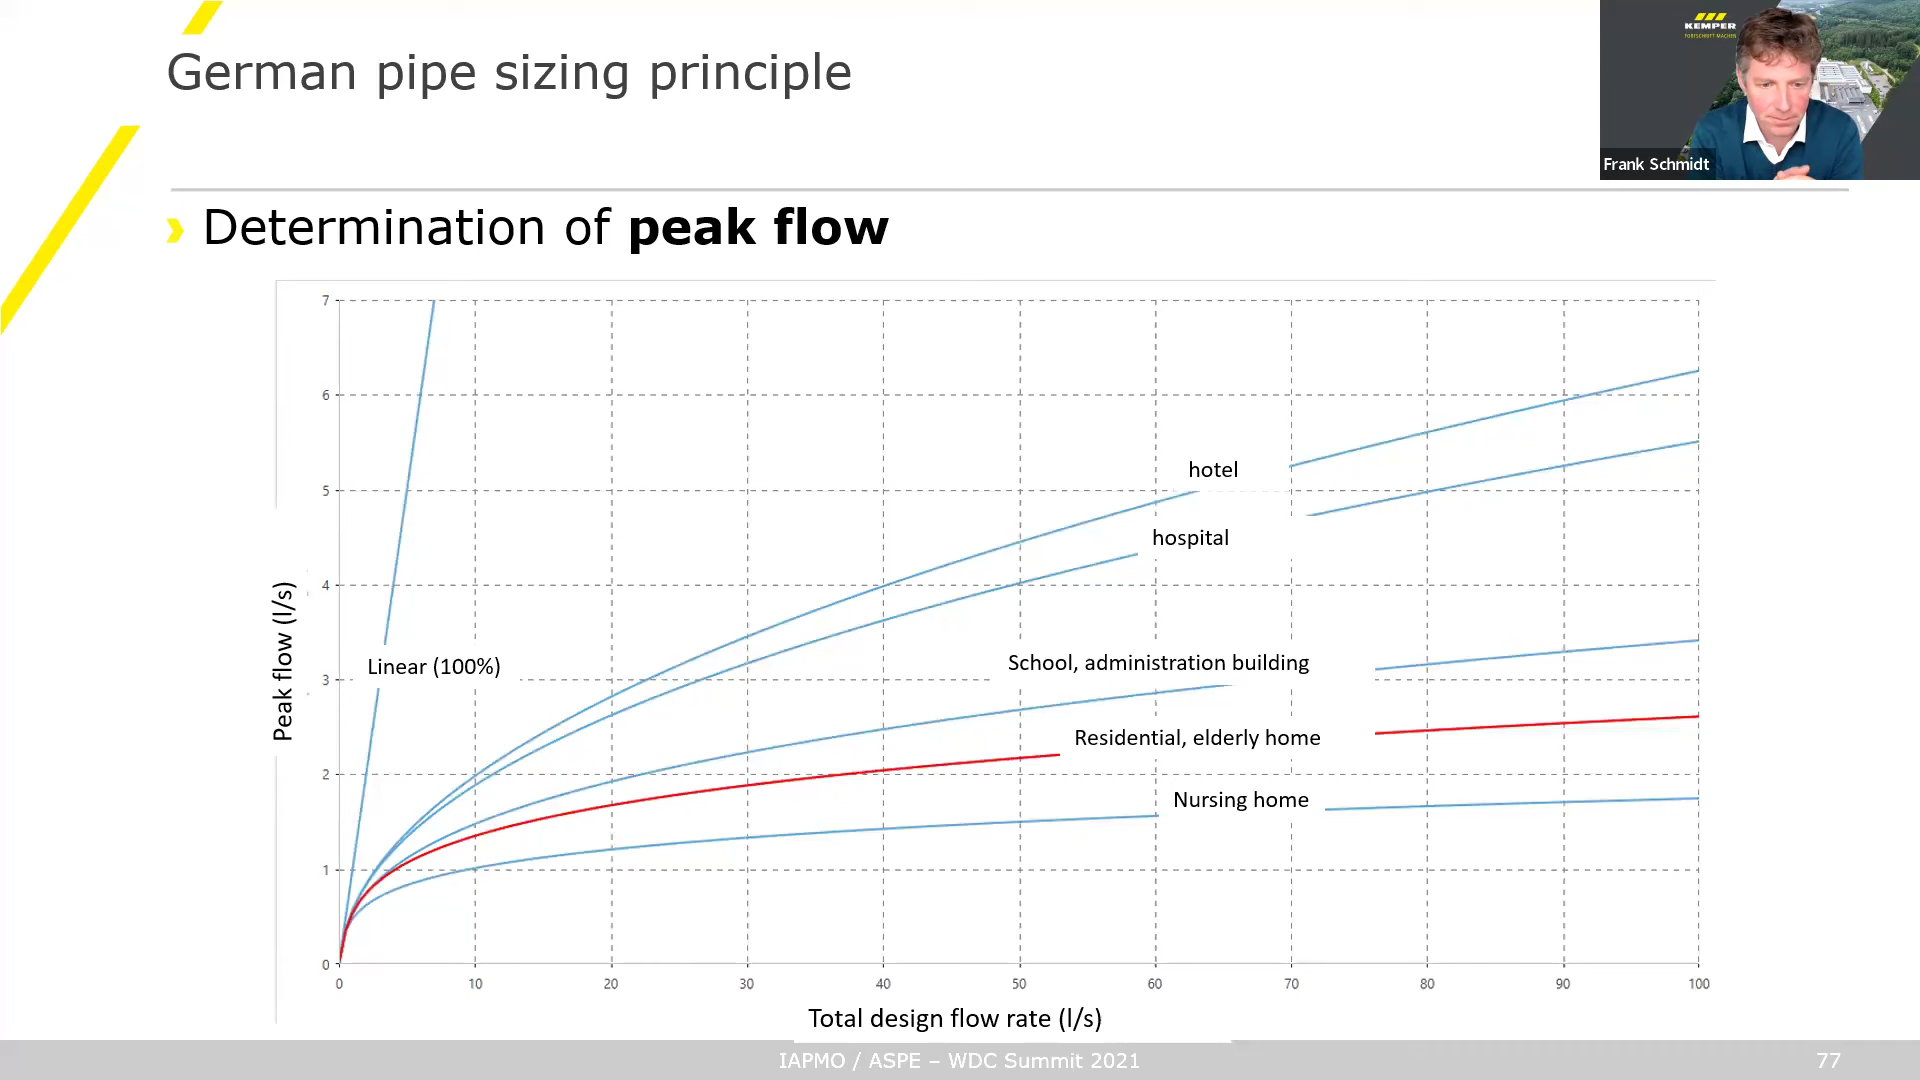 German pipe sizing principle
KEMPER
FORTSCHRITT MACHEN
Frank Schmidt
Determination of peak flow
7
6
5
4
3
2
1
0
Peak flow (l/s)
hotel
hospital
Linear (100%)
School, administration building
Residential, elderly home
Nursing home
0 10 20 30 40 50 60 70 80 90 100
Total design flow rate (l/s)
IAPMO / ASPE – WDC Summit 2021
77